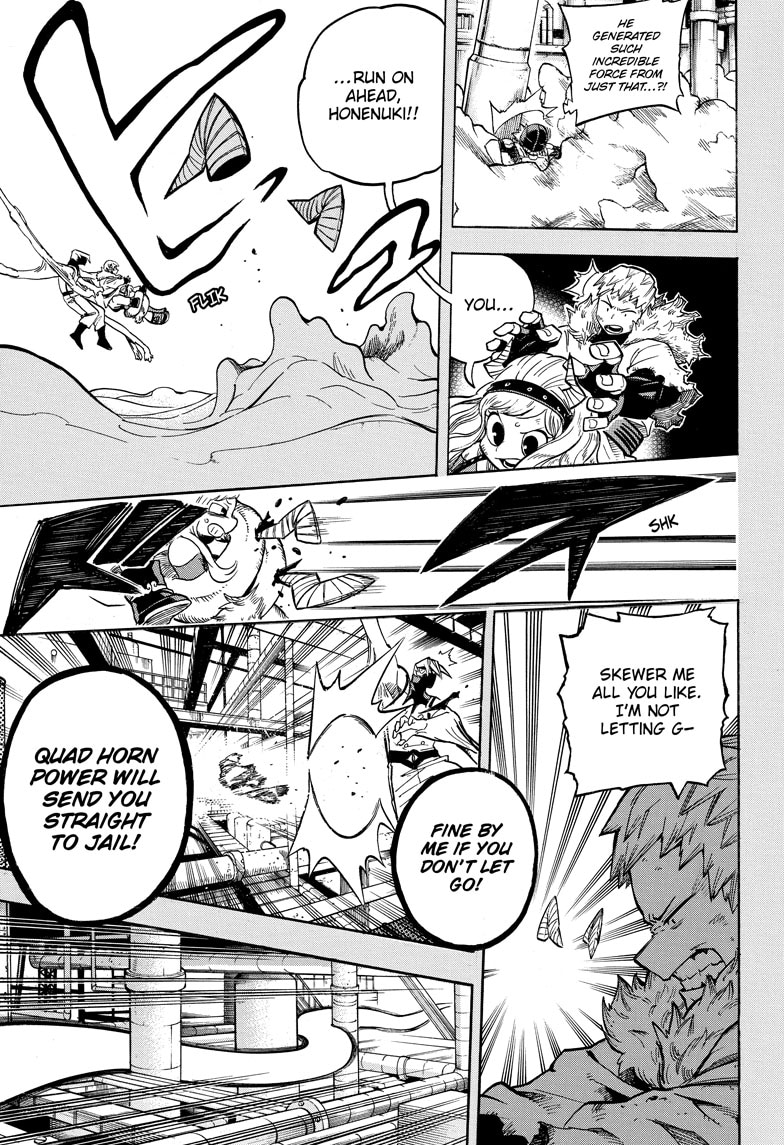 HE
GENERATED
SUCH
INCREDIBLE
FORCE FROM
JUST THAT...?!
YOU...
...RUN ON
AHEAD,
HONENUKI!!
FLIK
SHK
SKEWER ME
ALL YOU LIKE.
I'M NOT
LETTING G-
FINE BY
ME IF YOU
DON'T LET
GO!
QUAD HORN
POWER WILL
SEND YOU
STRAIGHT
TO JAIL!